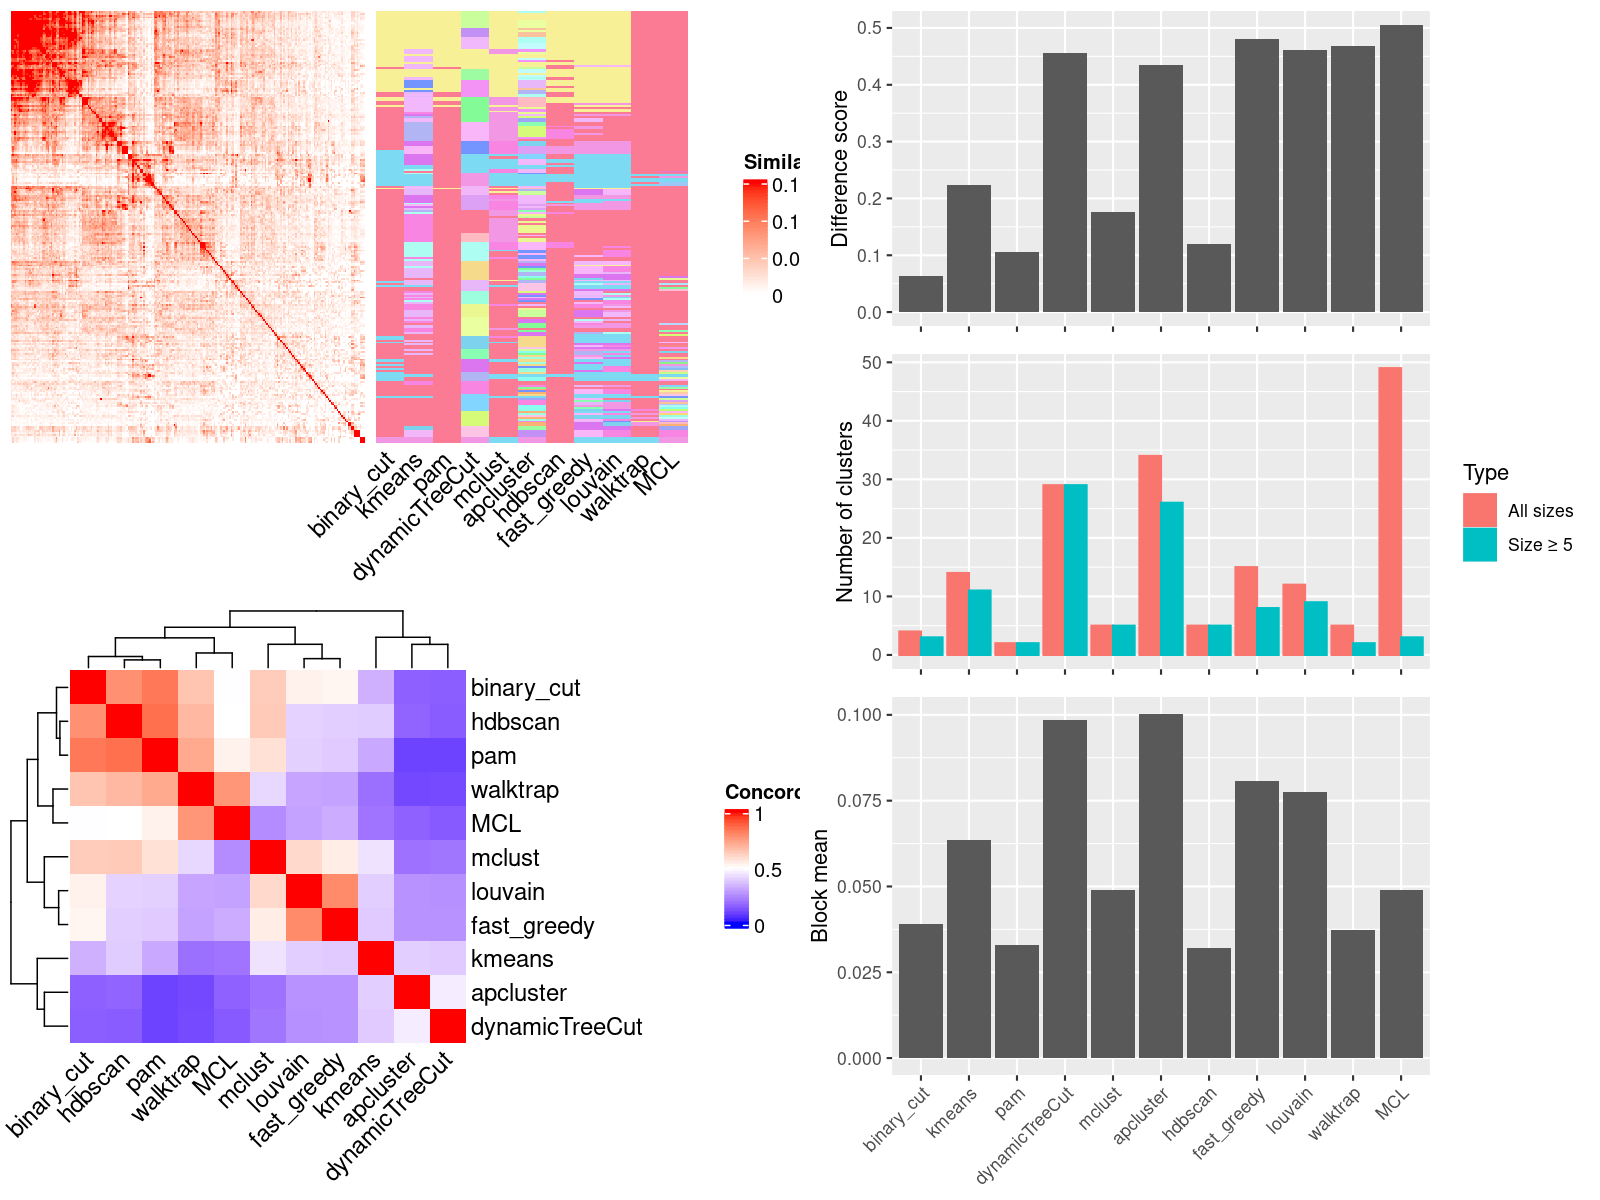 Simila
0.1
0.1
0.0
0
binary_cut
kmeans
pam
dynamicTreeCut
mclust
apcluster
hdbscan
fast_greedy
louvain
walktrap
MCL
binary_cut
hdbscan
pam
walktrap
MCL
mclust
louvain
fast_greedy
kmeans
apcluster
dynamicTreeCut
binary_cut
hdbscan
pam
walktrap
MCL
mclust
louvain
fast_greedy
kmeans
apcluster
dynamicTreeCut
Concord
1
0.5
0
Difference score
0.5
0.4
0.3
0.2
0.1
0.0
Number of clusters
50
40
30
20
10
0
Type
All sizes
Size ≥ 5
Block mean
0.100
0.075
0.050
0.025
0.000
binary_cut
kmeans
pam
dynamicTreeCut
mclust
apcluster
hdbscan
fast_greedy
louvain
walktrap
MCL